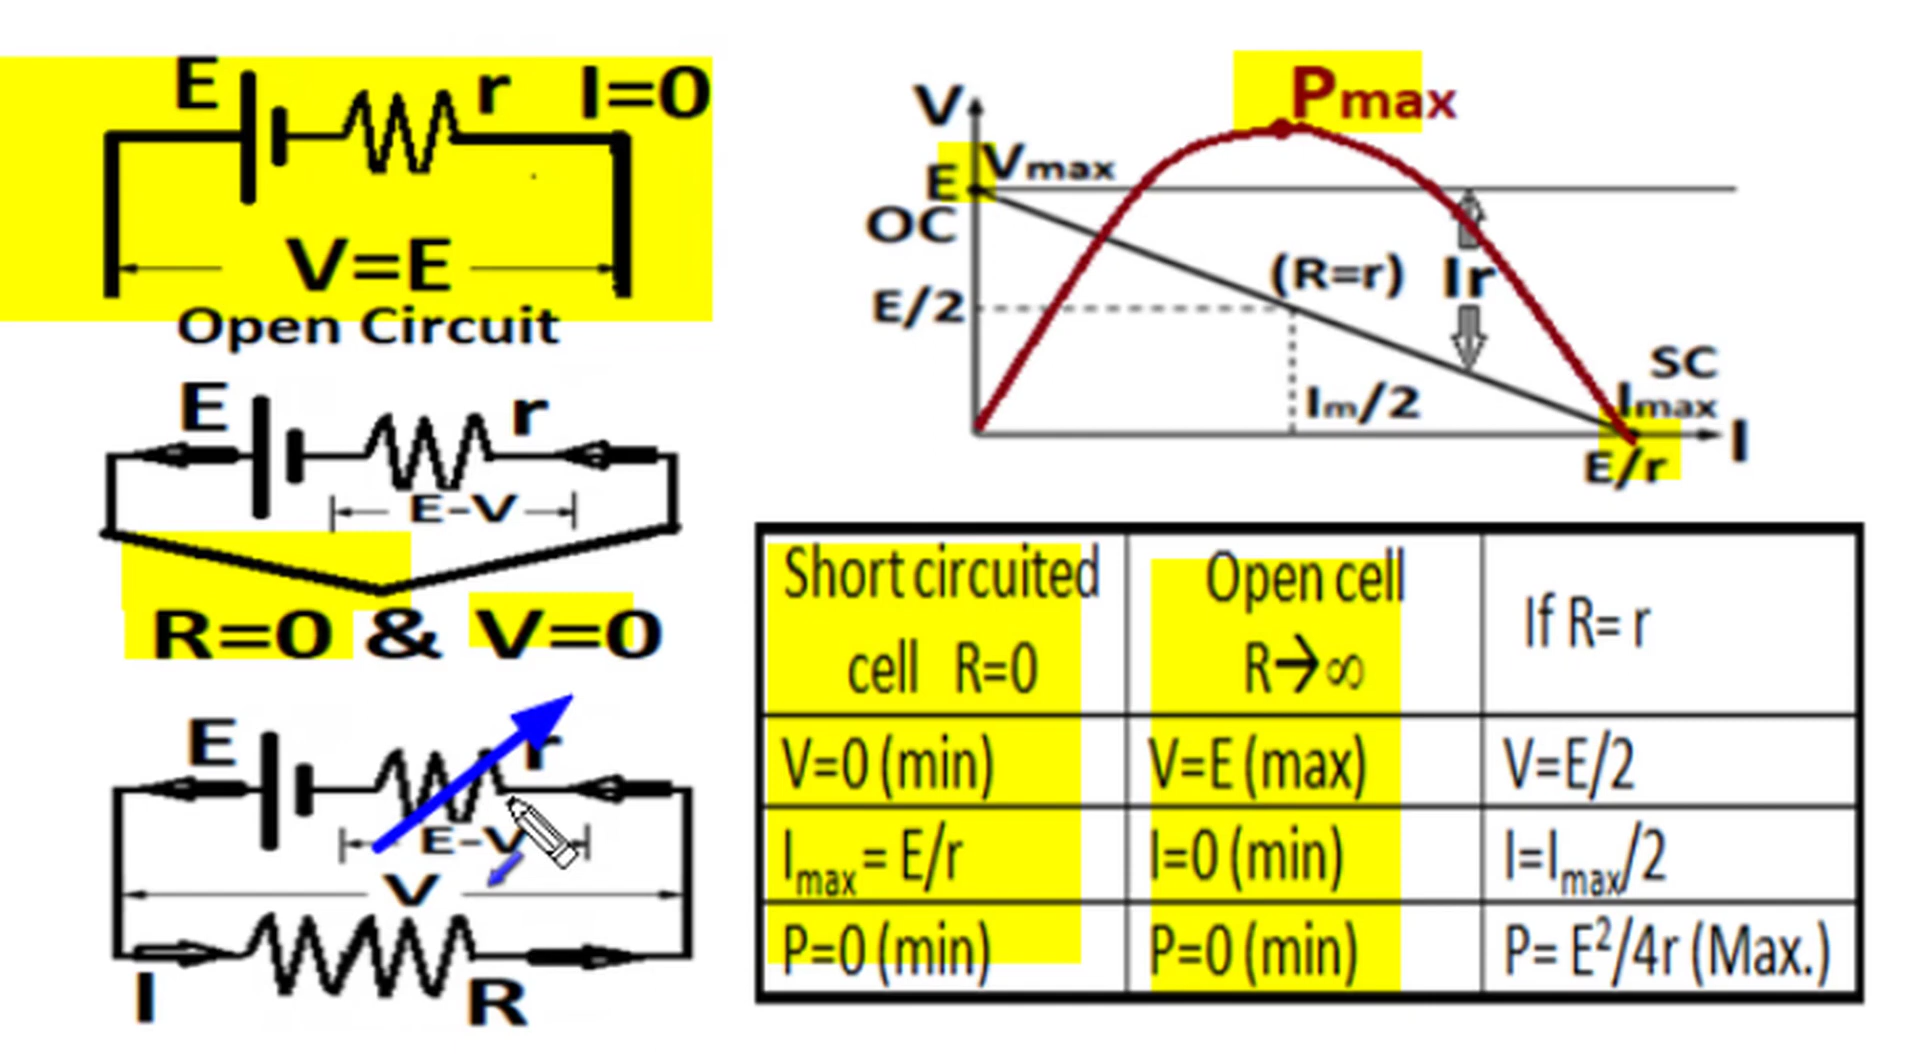 E r I=0
V=E
Open Circuit
E r
E-V
R=0 & V=0
E r
E-V
V
I R
Pmax
V
Vmax
E
OC
(R=r) Ir
E/2
SC
Im/2 Imax
I
E/r
Short circuited cell R=0 | Open cell R→∞ | If R= r
V=0 (min) | V=E (max) | V=E/2
Imax = E/r | I=0 (min) | I=Imax/2
P=0 (min) | P=0 (min) | P= E²/4r (Max.)